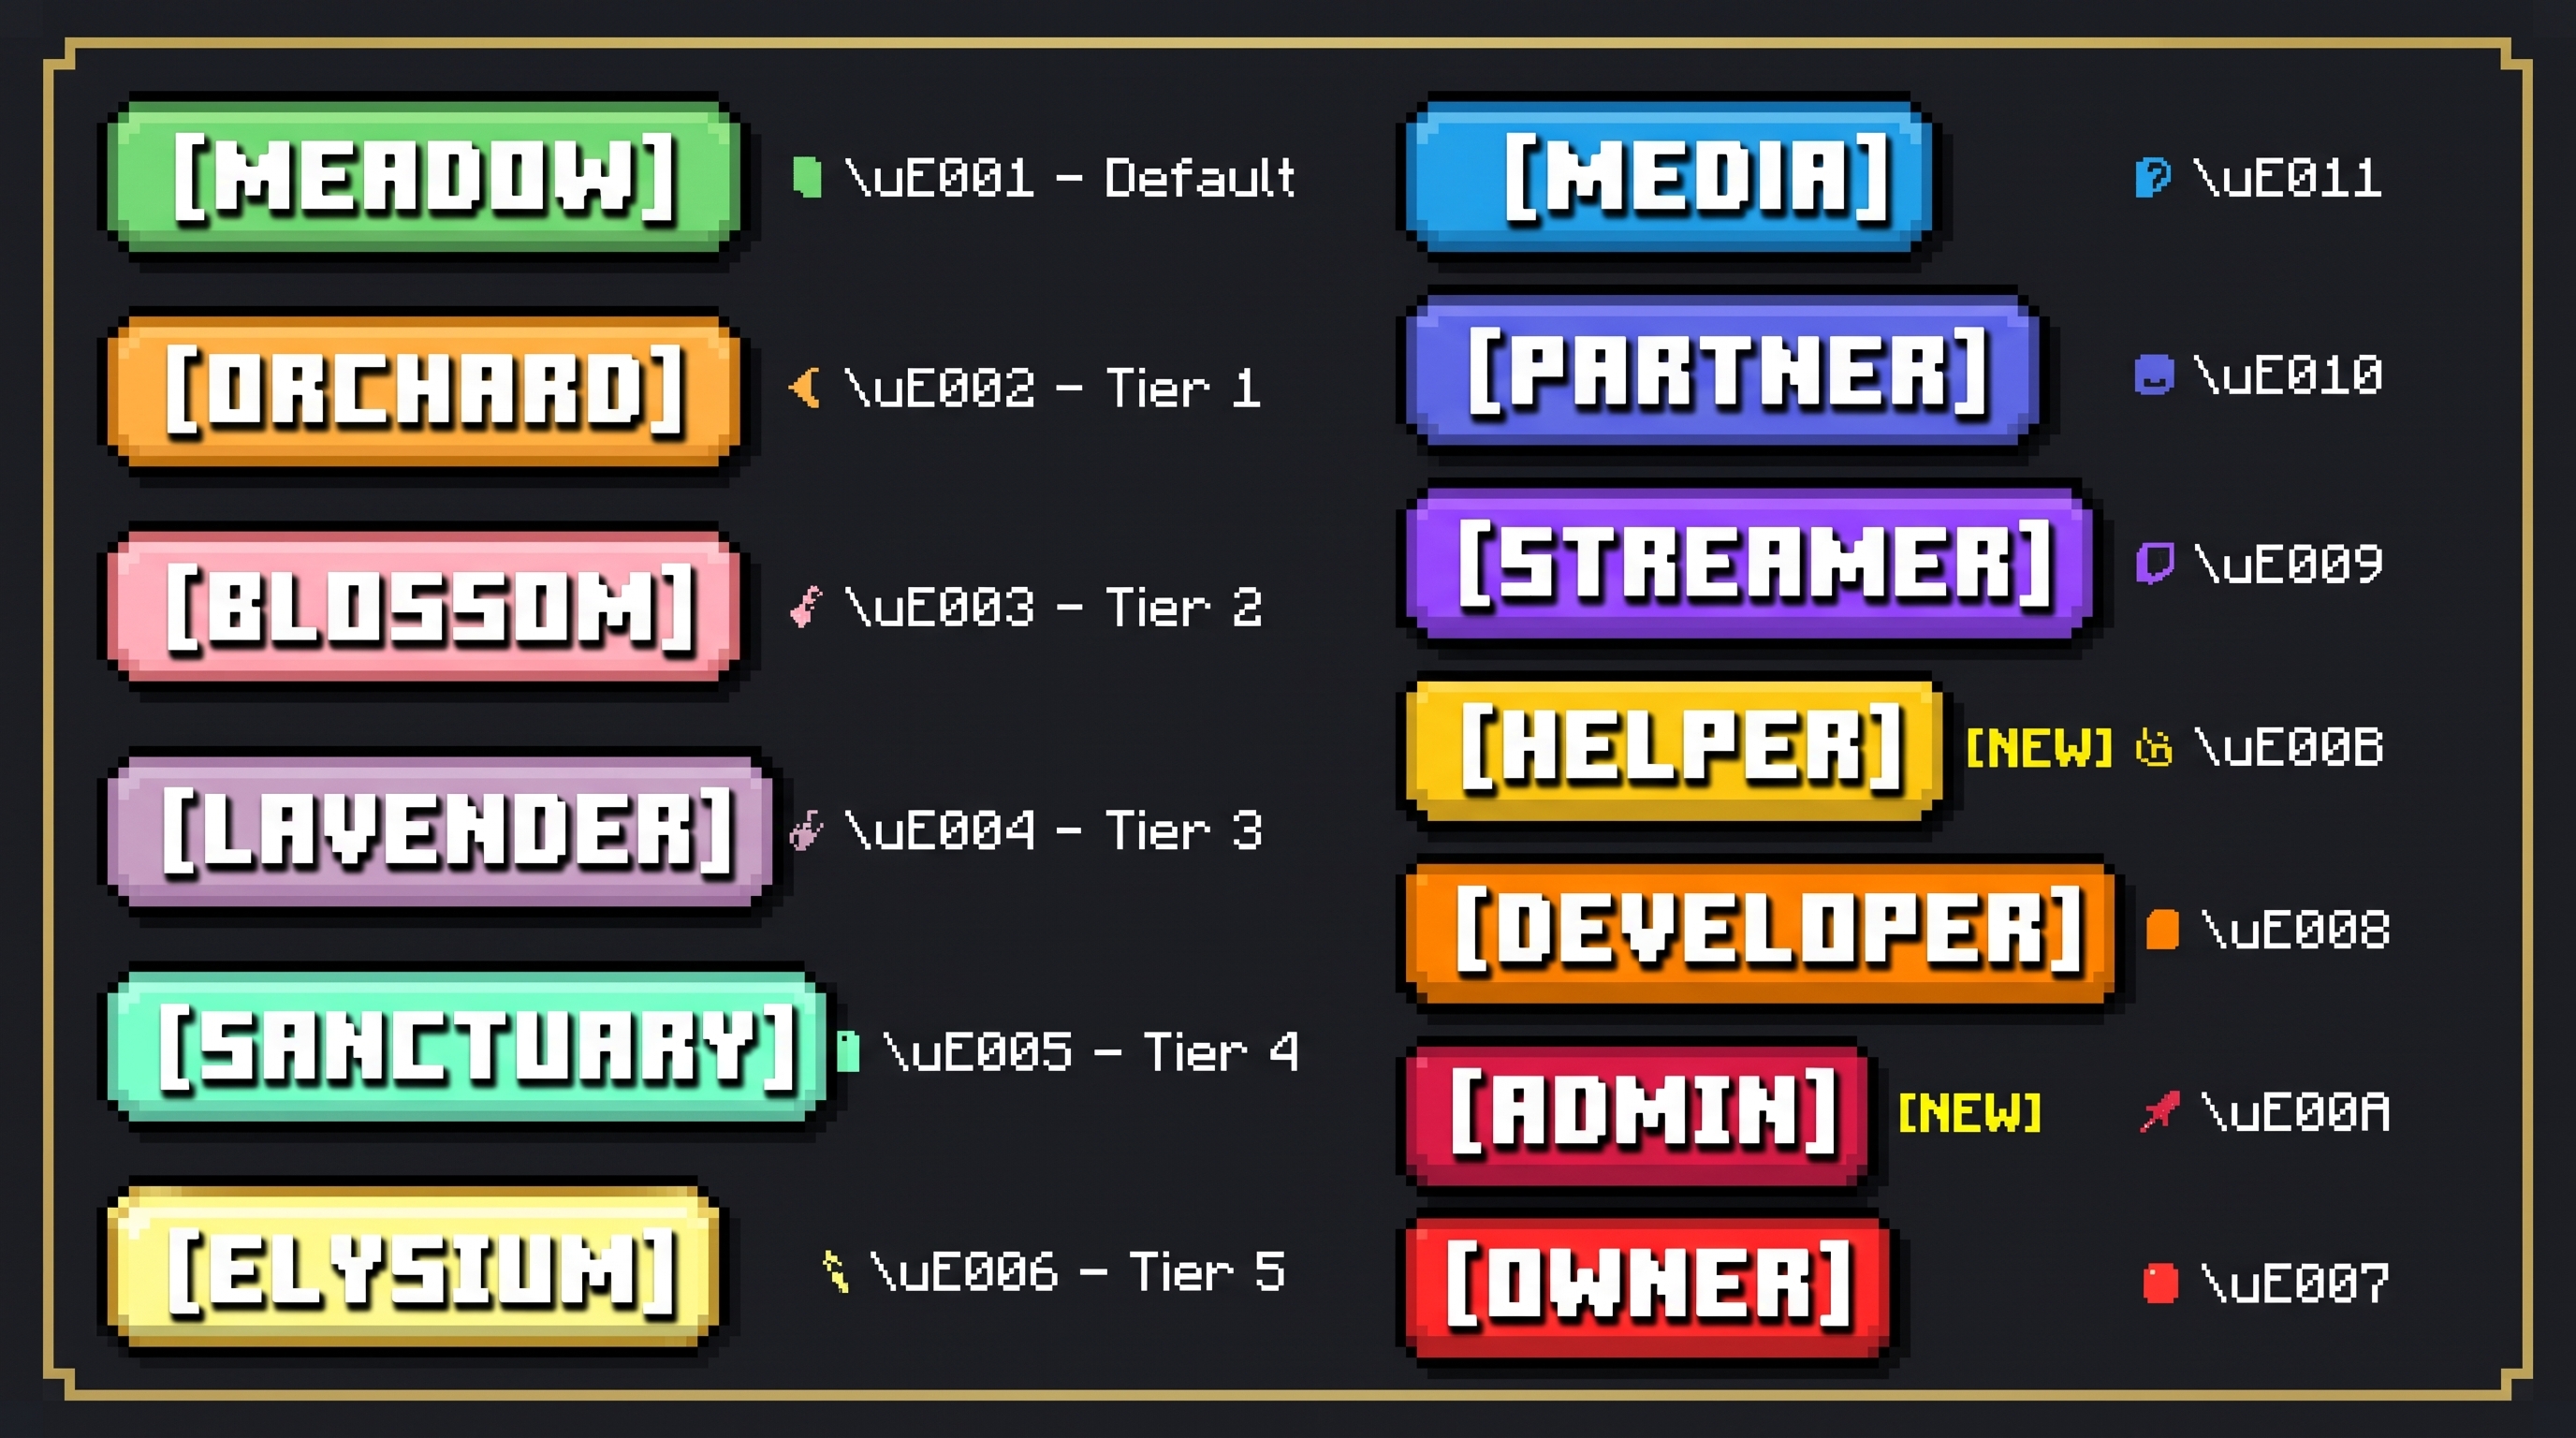 [MEADOW] \uE001 - Default
[ORCHARD] \uE002 - Tier 1
[BLOSSOM] \uE003 - Tier 2
[LAVENDER] \uE004 - Tier 3
[SANCTUARY] \uE005 - Tier 4
[ELYSIUM] \uE006 - Tier 5
[MEDIA] \uE011
[PARTNER] \uE010
[STREAMER] \uE009
[HELPER] [NEW] \uE00B
[DEVELOPER] \uE008
[ADMIN] [NEW] \uE00A
[OWNER] \uE007